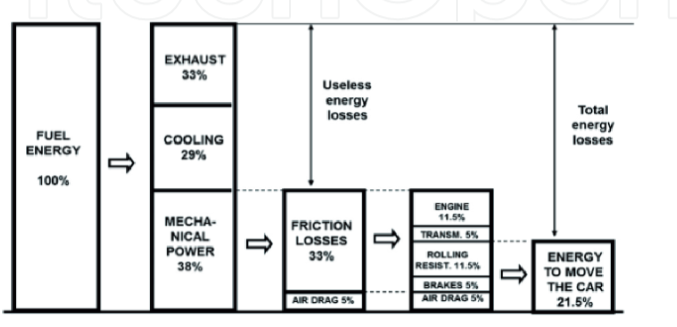 FUEL
ENERGY
100%
EXHAUST
33%
COOLING
29%
MECHA-
NICAL
POWER
38%
Useless
energy
losses
FRICTION
LOSSES
33%
AIR DRAG 5%
ENGINE
11.5%
TRANSM. 5%
ROLLING
RESIST. 11.5%
BRAKES 5%
AIR DRAG 5%
Total
energy
losses
ENERGY
TO MOVE
THE CAR
21.5%